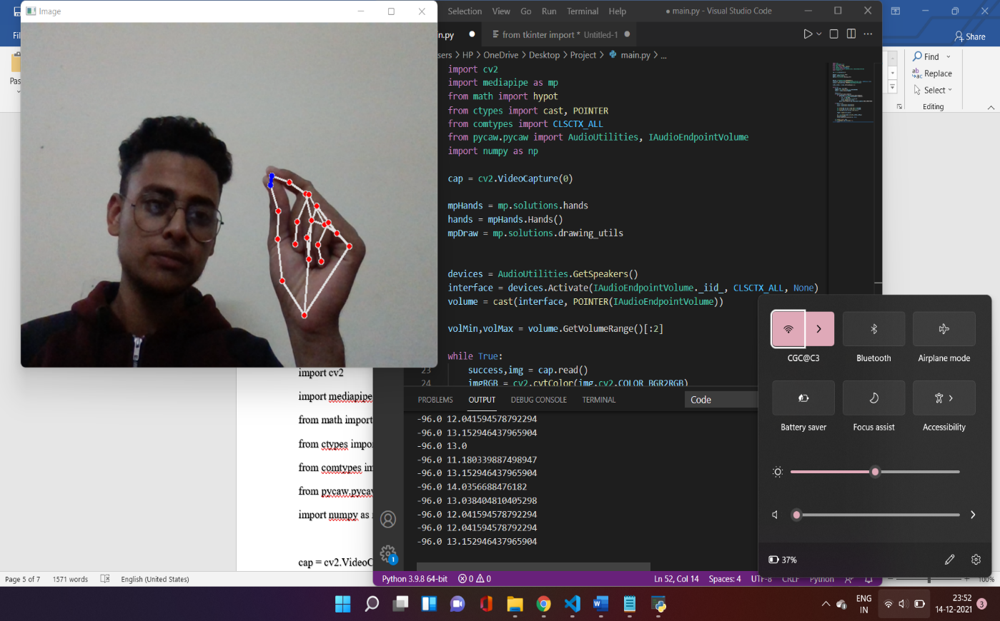 Image
Selection View Go Run Terminal Help
main.py - Visual Studio Code
Fil
Share
n.py
from tkinter import * Untitled-1
sers > HP > OneDrive > Desktop > Project > main.py > ...
Pas
Find
Replace
Select
Editing
import cv2
import mediapipe as mp
from math import hypot
from ctypes import cast, POINTER
from comtypes import CLSCTX_ALL
from pycaw.pycaw import AudioUtilities, IAudioEndpointVolume
import numpy as np
cap = cv2.VideoCapture(0)
mpHands = mp.solutions.hands
hands = mpHands.Hands()
mpDraw = mp.solutions.drawing_utils
devices = AudioUtilities.GetSpeakers()
interface = devices.Activate(IAudioEndpointVolume._iid_, CLSCTX_ALL, None)
volume = cast(interface, POINTER(IAudioEndpointVolume))
volMin,volMax = volume.GetVolumeRange()[:2]
while True:
23 success,img = cap.read()
24 imgRGB = cv2.cvtColor(img,cv2.COLOR_BGR2RGB)
PROBLEMS OUTPUT DEBUG CONSOLE TERMINAL
Code
-96.0 12.041594578792294
-96.0 13.152946437965904
-96.0 13.0
-96.0 11.180339887498947
-96.0 13.152946437965904
-96.0 14.0356688476182
-96.0 13.038404810405298
-96.0 12.041594578792294
-96.0 12.041594578792294
-96.0 13.152946437965904
import cv2
import mediapipe
from math import
from ctypes impo
from comtypes im
from pycaw.pycaw
import numpy as
cap = cv2.VideoC
1
CGC@C3
Bluetooth
Airplane mode
Battery saver
Focus assist
Accessibility
37%
Page 5 of 7
1571 words
English (United States)
Python 3.9.8 64-bit
0
0
Ln 52, Col 14
Spaces: 4
UTF-8
CRLF
Python
100%
ENG
IN
23:52
14-12-2021
3